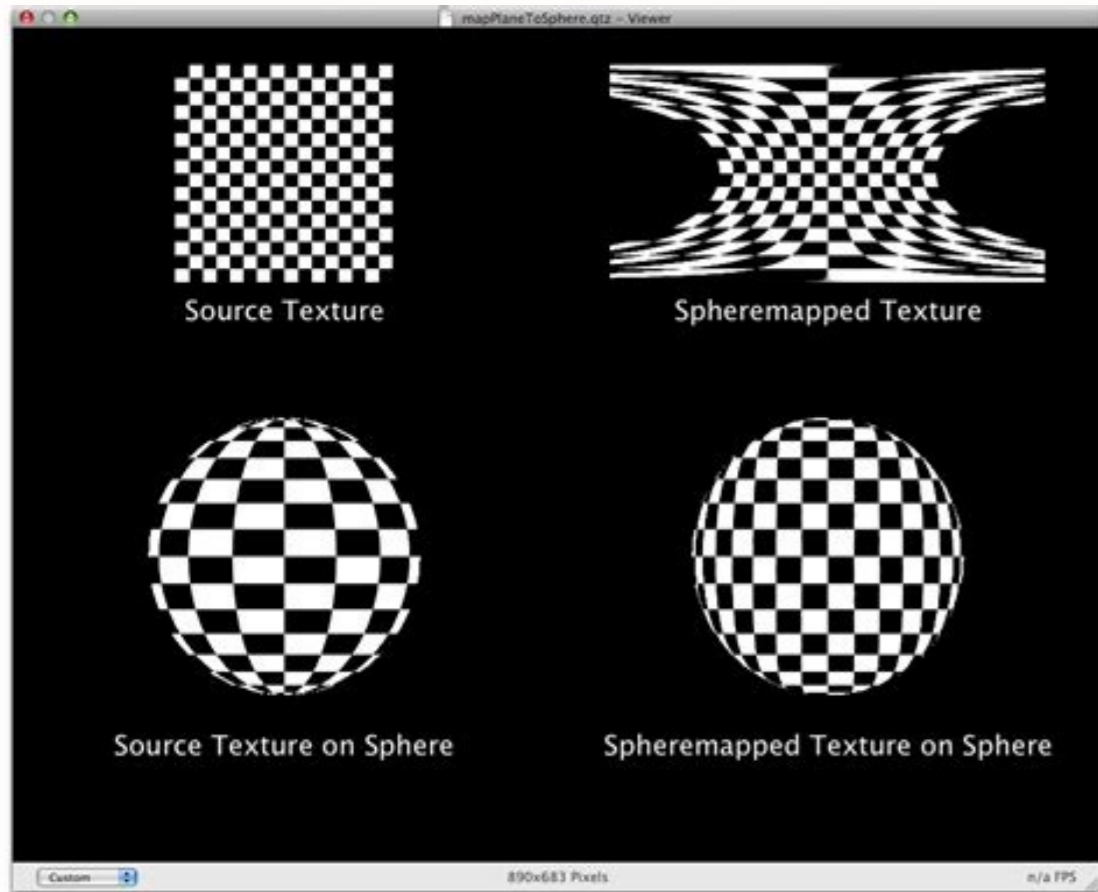 mapPlaneToSphere.qtz - Viewer
Source Texture
Spheremapped Texture
Source Texture on Sphere
Spheremapped Texture on Sphere
Custom
890x683 Pixels
n/a FPS